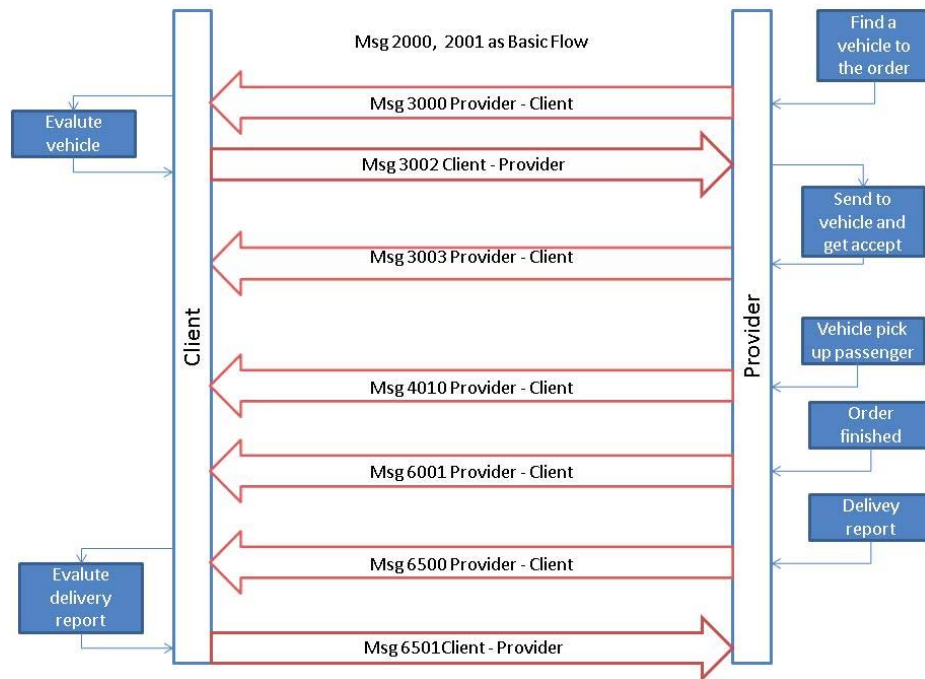 Msg 2000, 2001 as Basic Flow
Find a
vehicle to
the order
Msg 3000 Provider - Client
Evalute
vehicle
Msg 3002 Client - Provider
Send to
vehicle and
get accept
Msg 3003 Provider - Client
Client
Provider
Vehicle pick
up passenger
Msg 4010 Provider - Client
Order
finished
Msg 6001 Provider - Client
Delivey
report
Msg 6500 Provider - Client
Evalute
delivery
report
Msg 6501Client - Provider